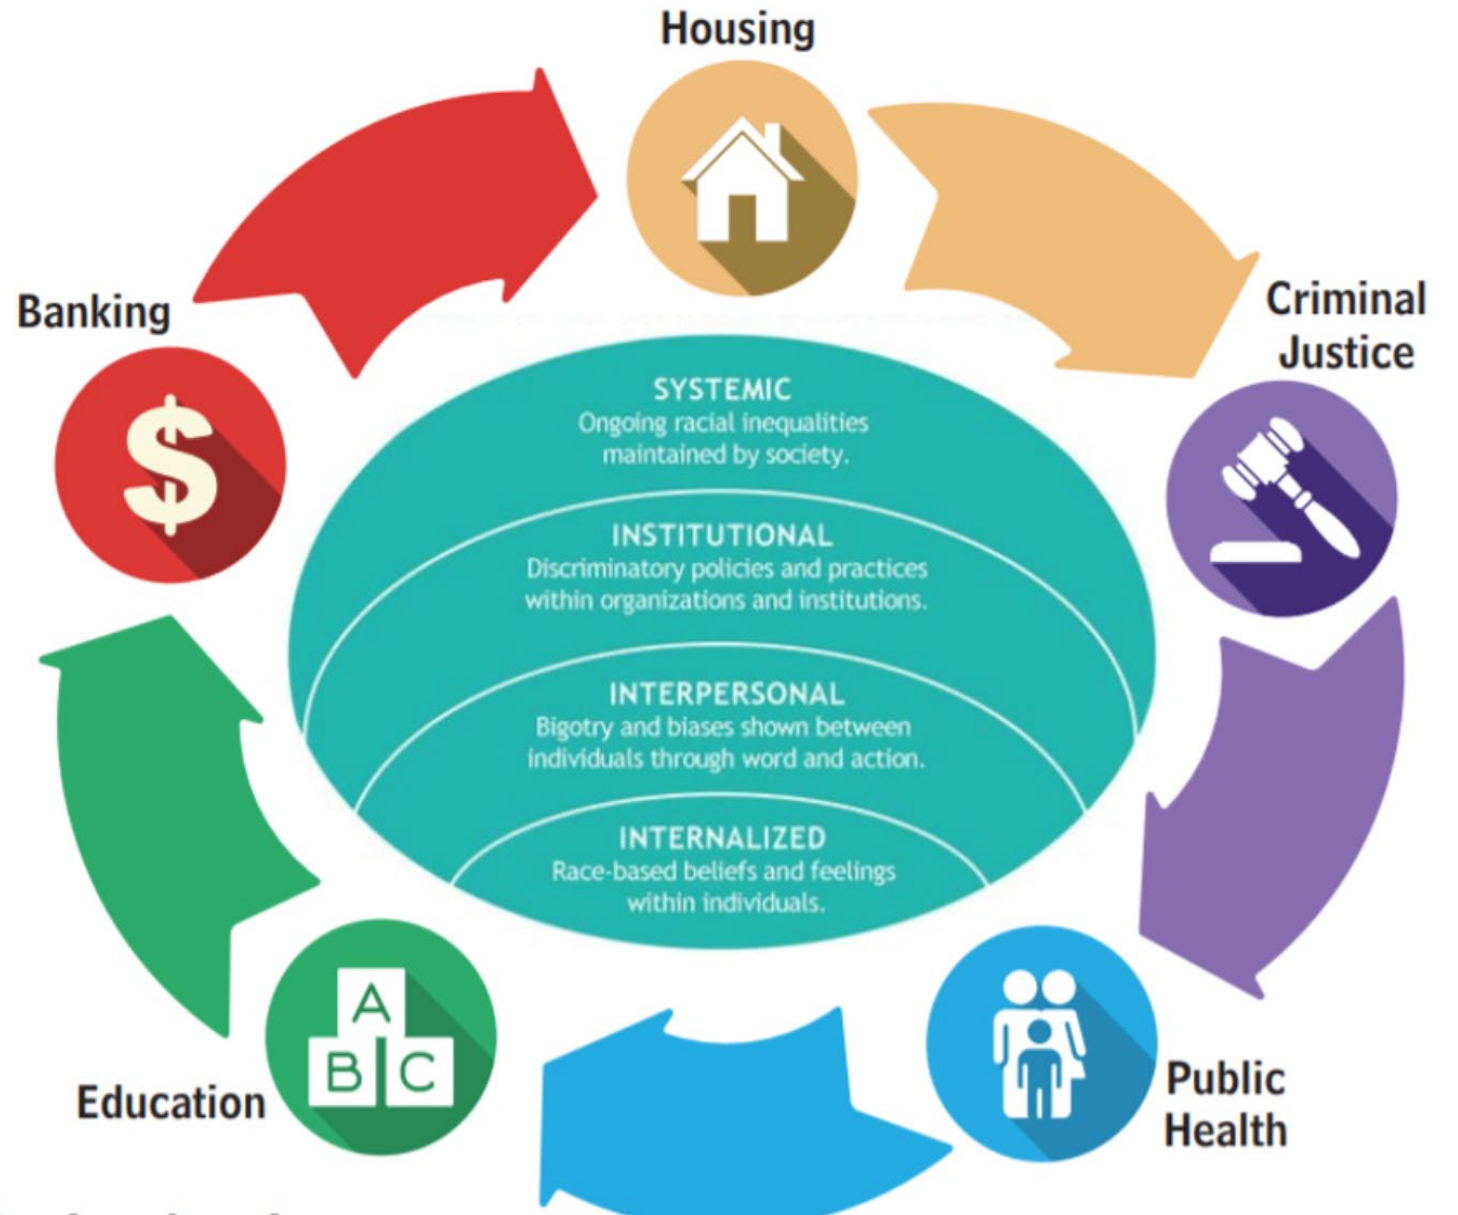 Housing
Banking
Criminal
Justice
$
SYSTEMIC
Ongoing racial inequalities
maintained by society.
INSTITUTIONAL
Discriminatory policies and practices
within organizations and institutions.
INTERPERSONAL
Bigotry and biases shown between
individuals through word and action.
INTERNALIZED
Race-based beliefs and feelings
within individuals.
A
B C
Education
Public
Health